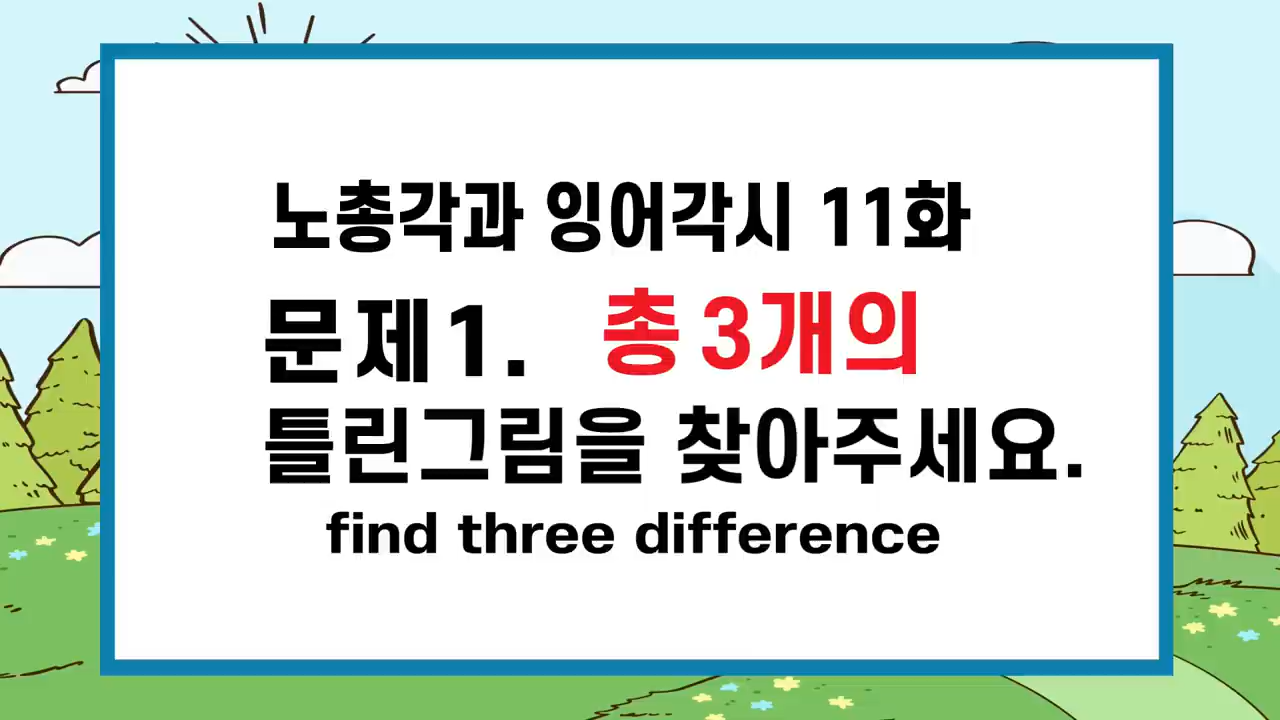 노총각과 잉어각시 11화
문제1. 총3개의
틀린그림을 찾아주세요.
find three difference